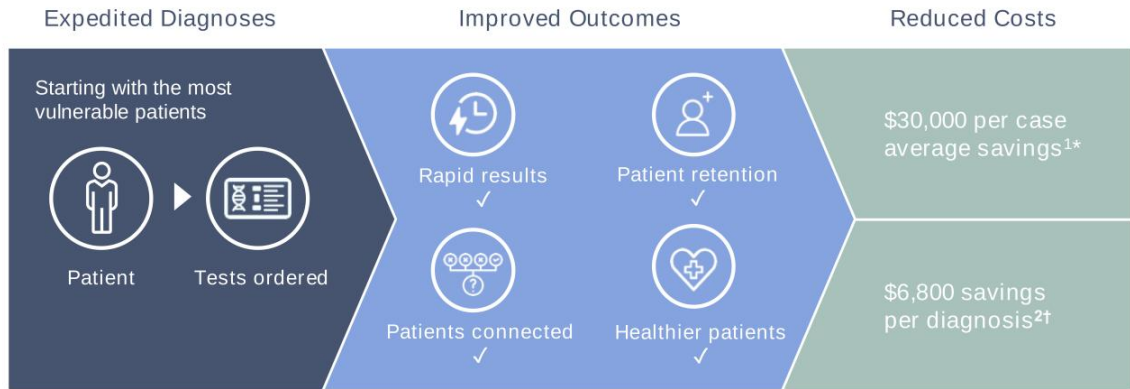 Expedited Diagnoses
Improved Outcomes
Reduced Costs
Starting with the most
vulnerable patients
Patient
Tests ordered
Rapid results
✓
Patient retention
✓
Patients connected
✓
Healthier patients
✓
$30,000 per case
average savings¹*
$6,800 savings
per diagnosis²†